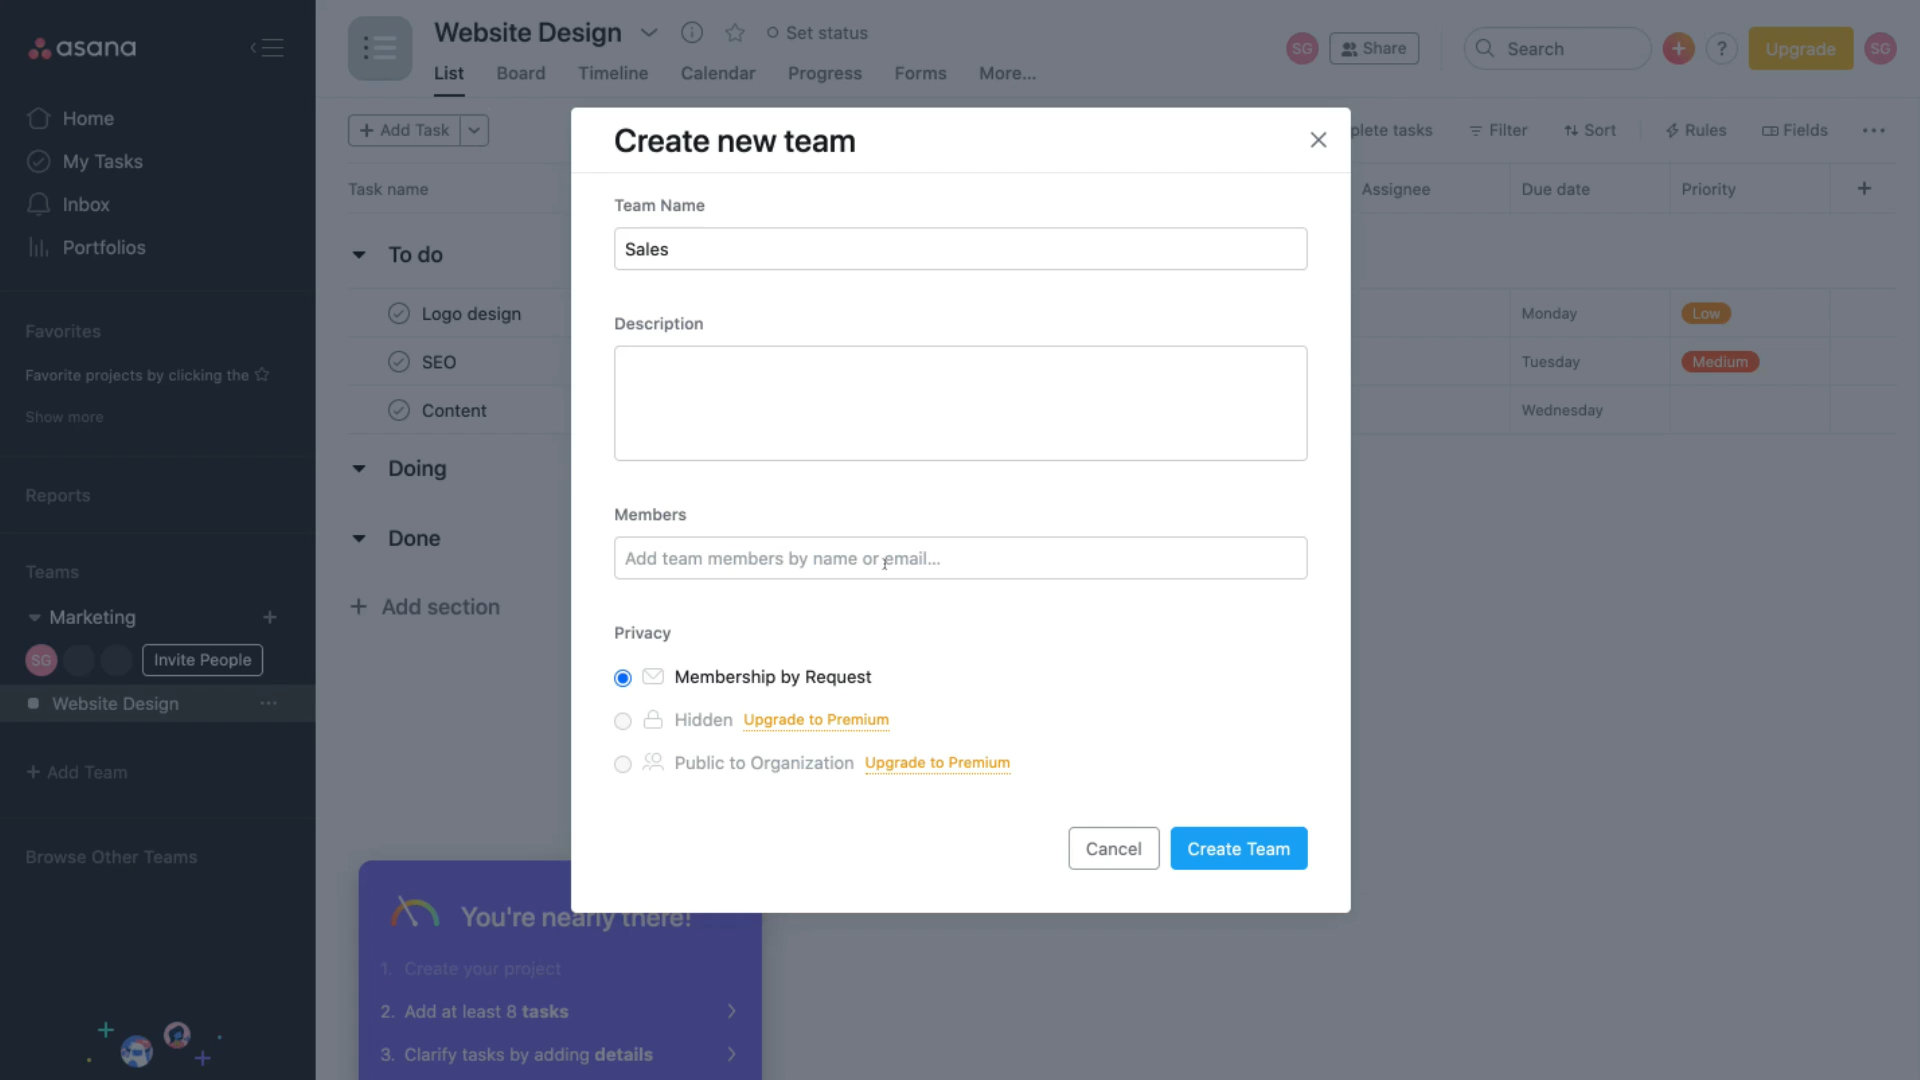 asana
Home
My Tasks
Inbox
Portfolios
Favorites
Favorite projects by clicking the
Show more
Reports
Teams
Marketing
SG
Invite People
Website Design
+ Add Team
Browse Other Teams
Website Design
Set status
List
Board
Timeline
Calendar
Progress
Forms
More...
SG
Share
Search
?
Upgrade
SG
+ Add Task
plete tasks
Filter
Sort
Rules
Fields
Task name
Assignee
Due date
Priority
To do
Logo design
Monday
Low
SEO
Tuesday
Medium
Content
Wednesday
Doing
Done
+ Add section
Create new team
Team Name
Sales
Description
Members
Add team members by name or email...
Privacy
Membership by Request
Hidden
Upgrade to Premium
Public to Organization
Upgrade to Premium
Cancel
Create Team
You're nearly there!
1. Create your project
2. Add at least 8 tasks
3. Clarify tasks by adding details